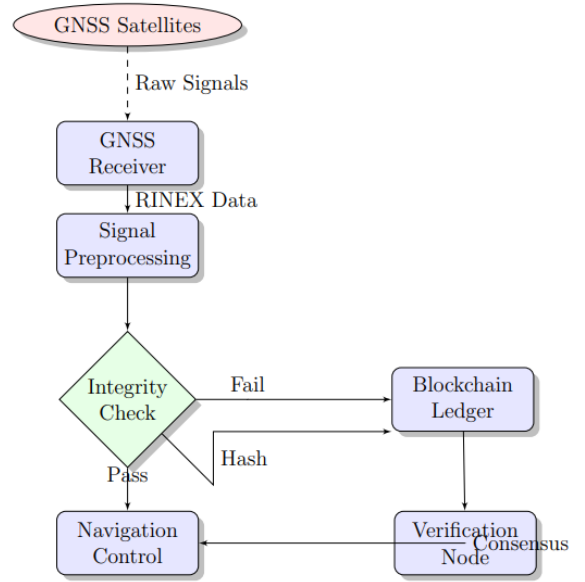 GNSS Satellites
Raw Signals
GNSS
Receiver
RINEX Data
Signal
Preprocessing
Integrity
Check
Fail
Blockchain
Ledger
Hash
Pass
Navigation
Control
Verification
Node
Consensus